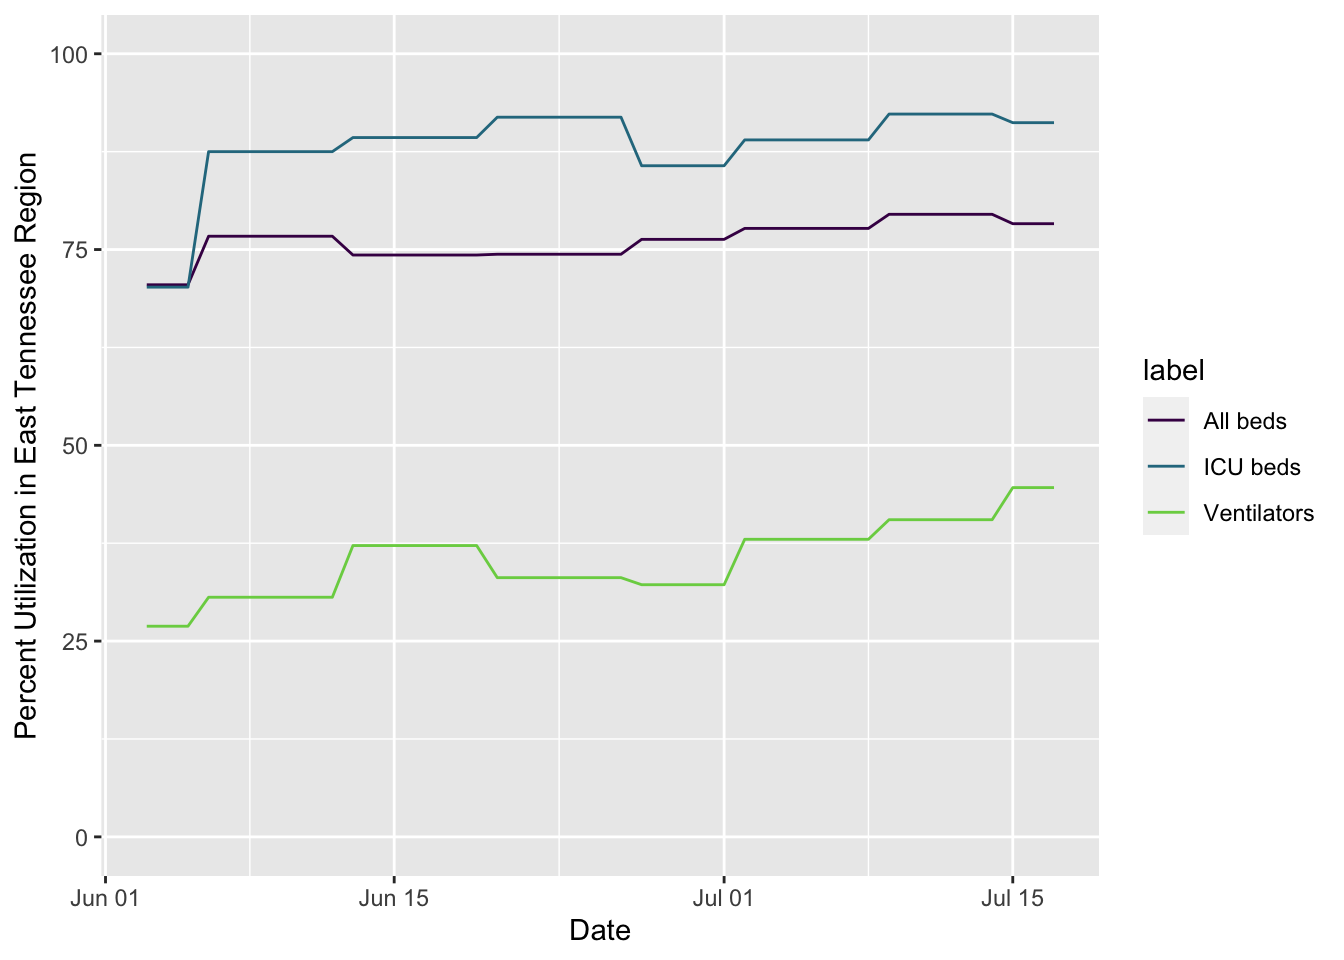 Percent Utilization in East Tennessee Region
100
75
50
25
0
Jun 01
Jun 15
Jul 01
Jul 15
Date
label
All beds
ICU beds
Ventilators